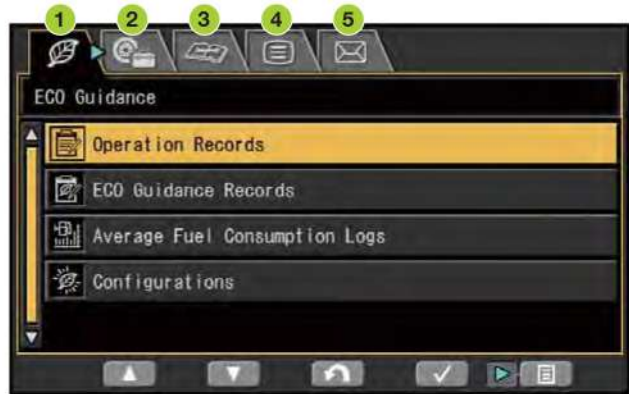 1 2 3 4 5
ECO Guidance
Operation Records
ECO Guidance Records
Average Fuel Consumption Logs
Configurations